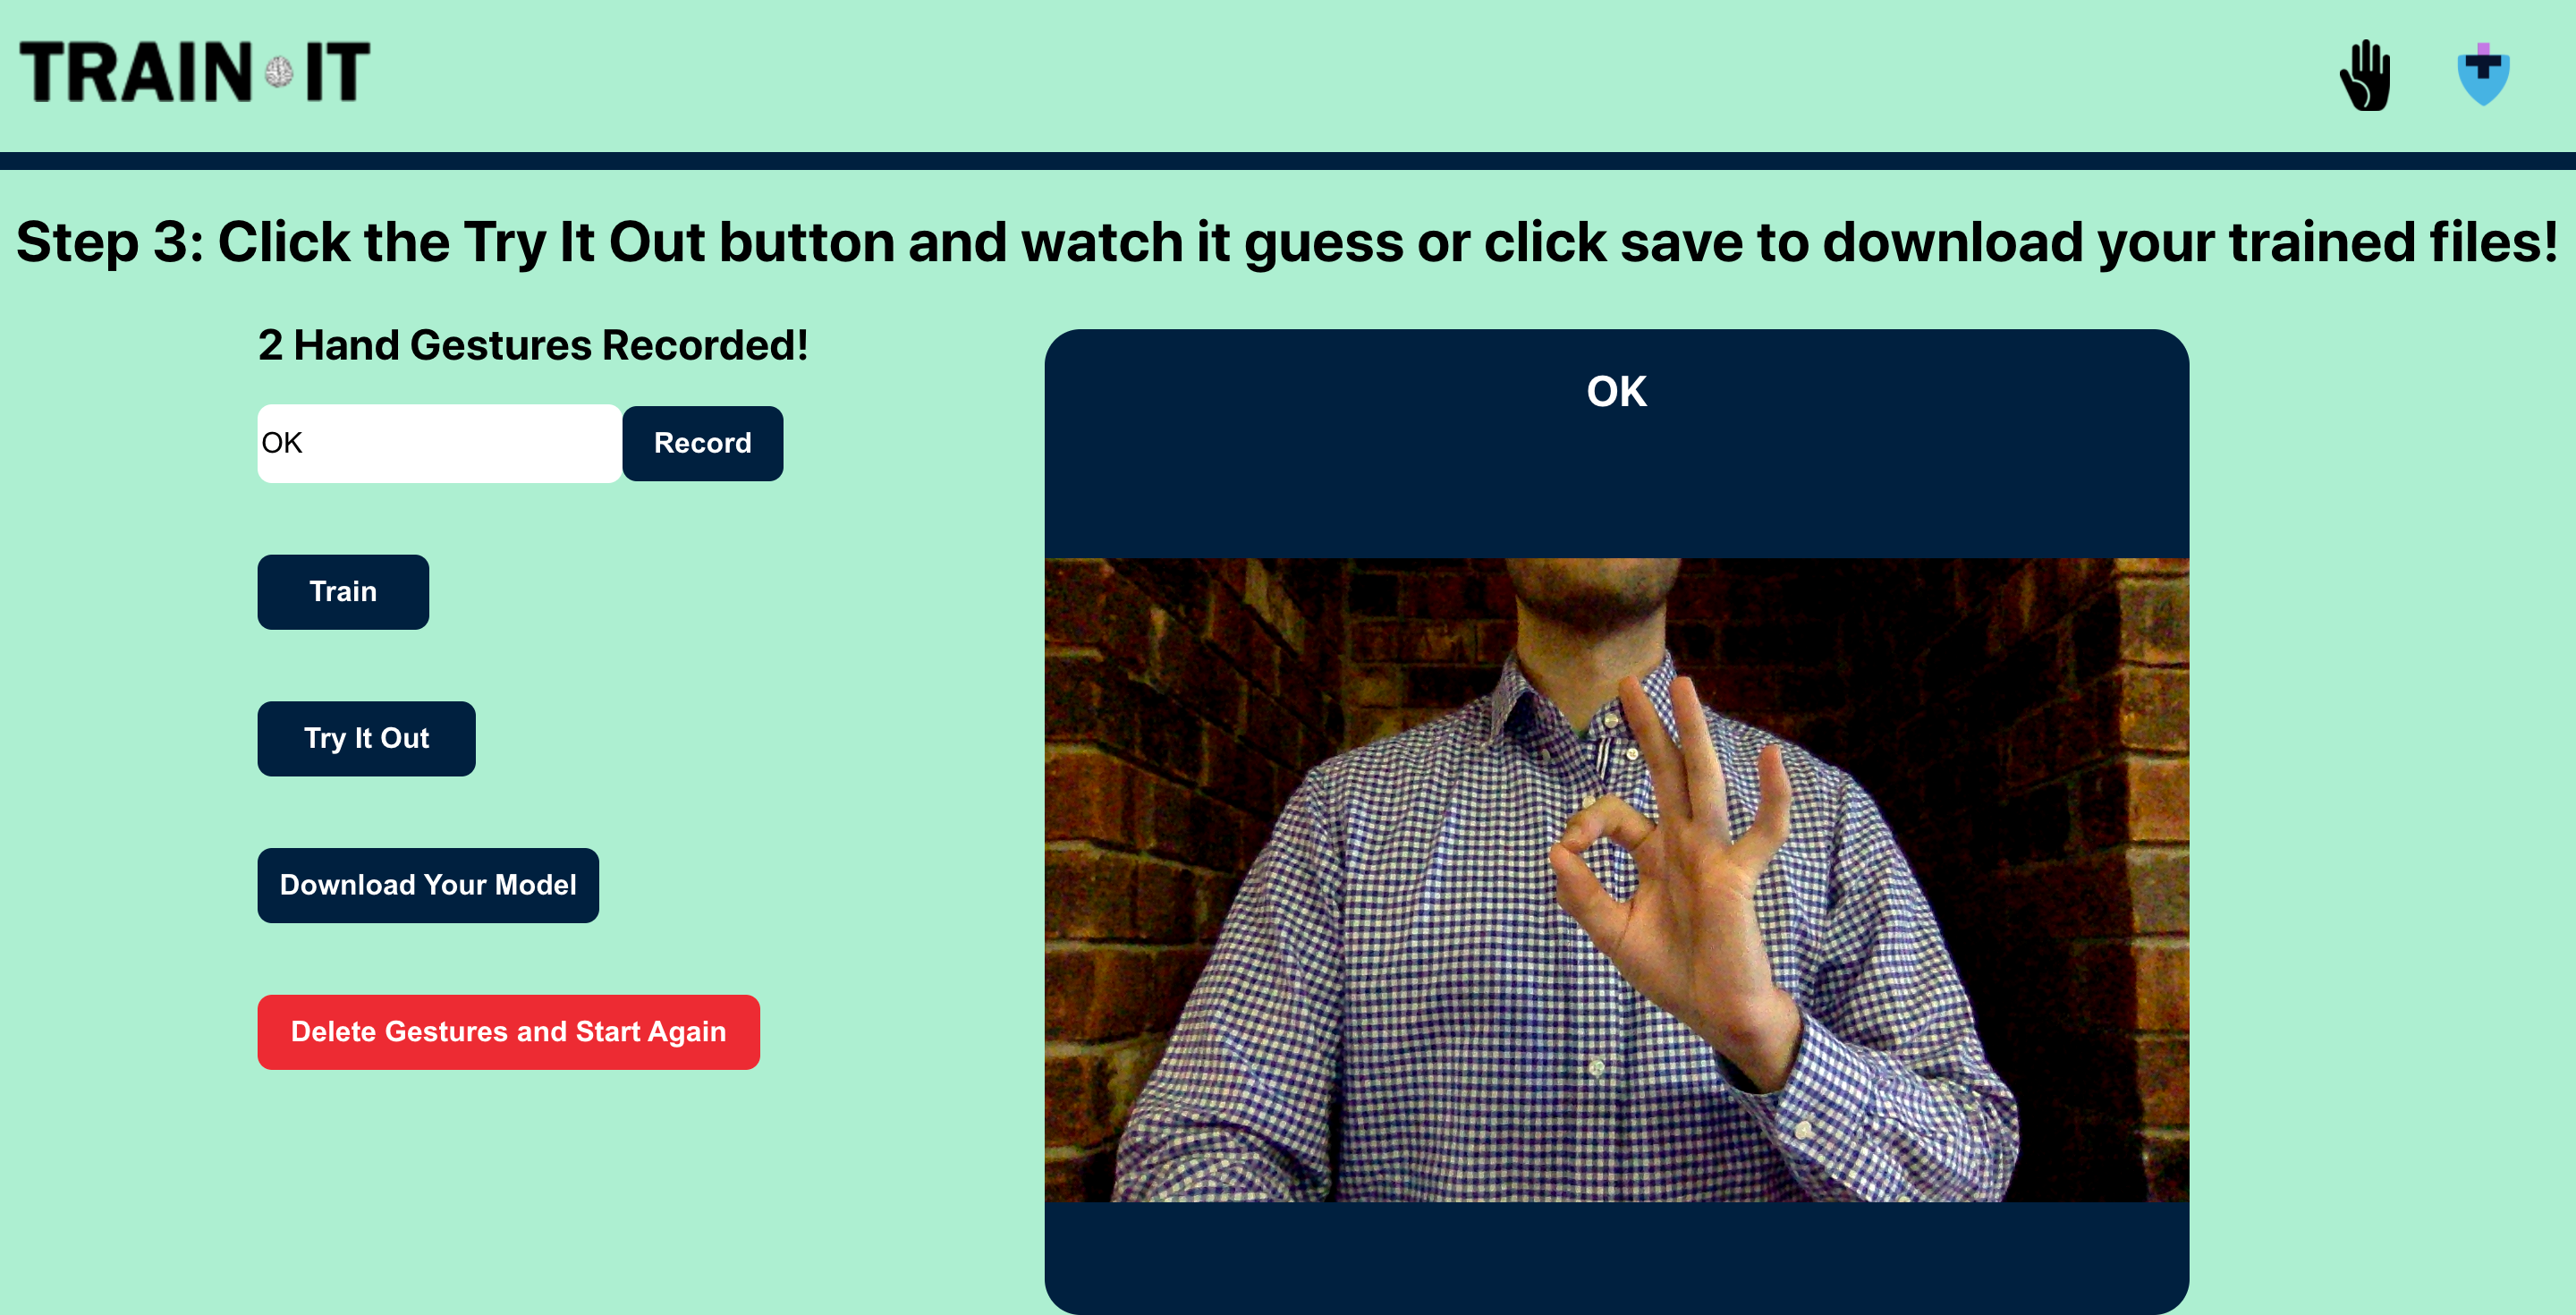 TRAIN IT
Step 3: Click the Try It Out button and watch it guess or click save to download your trained files!
2 Hand Gestures Recorded!
OK
Record
Train
Try It Out
Download Your Model
Delete Gestures and Start Again
OK